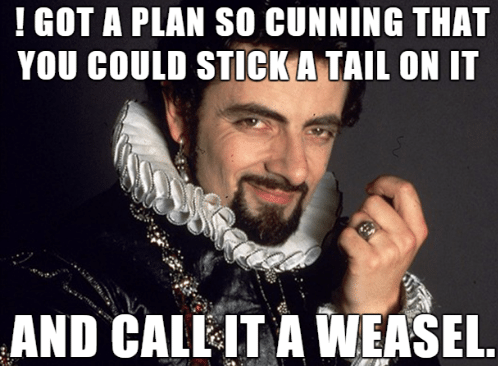 ! GOT A PLAN SO CUNNING THAT
YOU COULD STICK A TAIL ON IT
AND CALL IT A WEASEL.